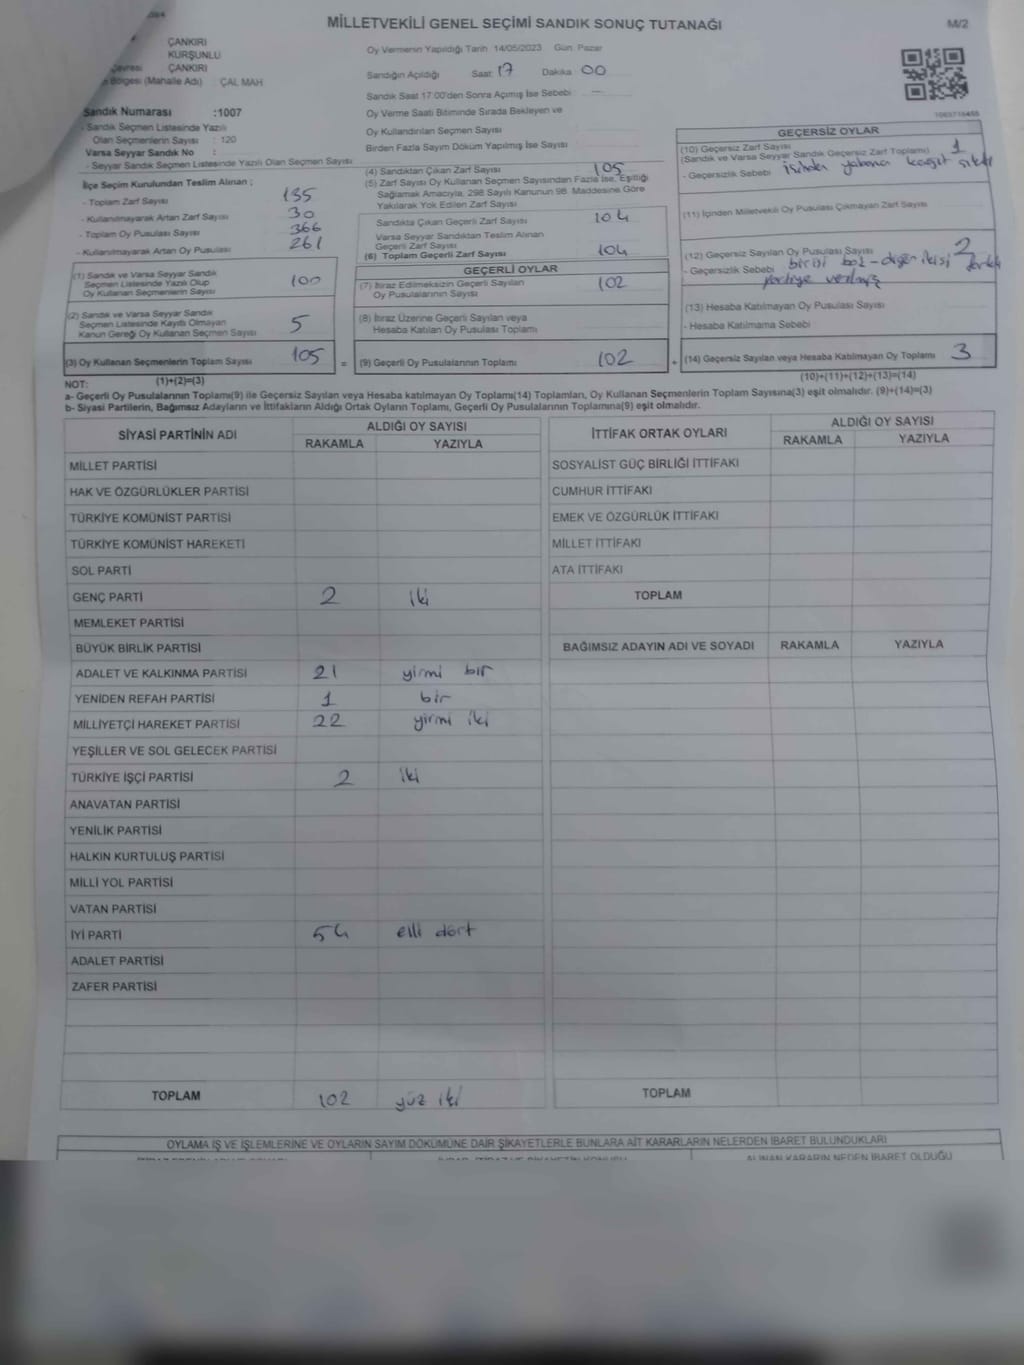 MİLLETVEKİLİ GENEL SEÇİMİ SANDIK SONUÇ TUTANAĞI
M/2
ÇANKIRI
KURŞUNLU
ÇANKIRI
Bölgesi (Mahalle Adı) : ÇAL MAH
Sandık Numarası :1007
- Sandık Seçmen Listesinde Yazılı
Olan Seçmenlerin Sayısı : 120
Varsa Seyyar Sandık No :
- Seyyar Sandık Seçmen Listesinde Yazılı Olan Seçmen Sayısı
Oy Vermenin Yapıldığı Tarih :14/05/2023 Gün: Pazar
Sandığın Açıldığı Saat: 17 Dakika 00
Sandık Saat 17:00'den Sonra Açılmış İse Sebebi —
Oy Verme Saati Bitiminde Sırada Bekleyen ve
Oy Kullandırılan Seçmen Sayısı
Birden Fazla Sayım Döküm Yapılmış İse Sayısı
İlçe Seçim Kurulundan Teslim Alınan ;
- Toplam Zarf Sayısı 135
- Kullanılmayarak Artan Zarf Sayısı 30
- Toplam Oy Pusulası Sayısı 366
- Kullanılmayarak Artan Oy Pusulası 261
(1) Sandık ve Varsa Seyyar Sandık
Seçmen Listesinde Yazılı Olup
Oy Kullanan Seçmenlerin Sayısı 100
(2) Sandık ve Varsa Seyyar Sandık
Seçmen Listesinde Kayıtlı Olmayan
Kanun Gereği Oy Kullanan Seçmen Sayısı 5
(3) Oy Kullanan Seçmenlerin Toplam Sayısı 105 =
(4) Sandıktan Çıkan Zarf Sayısı 105
(5) Zarf Sayısı Oy Kullanan Seçmen Sayısından Fazla İse, Eşitliği
Sağlamak Amacıyla, 298 Sayılı Kanunun 98. Maddesine Göre
Yakılarak Yok Edilen Zarf Sayısı
Sandıkta Çıkan Geçerli Zarf Sayısı 104
Varsa Seyyar Sandıktan Teslim Alınan
Geçerli Zarf Sayısı
(6) Toplam Geçerli Zarf Sayısı 104
GEÇERLİ OYLAR
(7) İtiraz Edilmeksizin Geçerli Sayılan
Oy Pusulalarının Sayısı 102
(8) İtiraz Üzerine Geçerli Sayılan veya
Hesaba Katılan Oy Pusulası Toplamı
(9) Geçerli Oy Pusulalarının Toplamı 102 +
GEÇERSİZ OYLAR
(10) Geçersiz Zarf Sayısı 1
(Sandık ve Varsa Seyyar Sandık Geçersiz Zarf Toplamı)
- Geçersizlik Sebebi yabancı
(11) İçinden Milletvekili Oy Pusulası Çıkmayan Zarf Sayısı
(12) Geçersiz Sayılan Oy Pusulası Sayısı 2
- Geçersizlik Sebebi birisi boş - diğeri ikisi farklı
partiye verilmiş
(13) Hesaba Katılmayan Oy Pusulası Sayısı
- Hesaba Katılmama Sebebi
(14) Geçersiz Sayılan veya Hesaba Katılmayan Oy Toplamı 3
NOT: (1)+(2)=(3)
(10)+(11)+(12)+(13)=(14)
a- Geçerli Oy Pusulalarının Toplamı(9) ile Geçersiz Sayılan veya Hesaba katılmayan Oy Toplamı(14) Toplamları, Oy Kullanan Seçmenlerin Toplam Sayısına(3) eşit olmalıdır. (9)+(14)=(3)
b- Siyasi Partilerin, Bağımsız Adayların ve İttifakların Aldığı Ortak Oyların Toplamı, Geçerli Oy Pusulalarının Toplamına(9) eşit olmalıdır.
SİYASİ PARTİNİN ADI
ALDIĞI OY SAYISI
RAKAMLA YAZIYLA
MİLLET PARTİSİ
HAK VE ÖZGÜRLÜKLER PARTİSİ
TÜRKİYE KOMÜNİST PARTİSİ
TÜRKİYE KOMÜNİST HAREKETİ
SOL PARTİ
GENÇ PARTİ 2 iki
MEMLEKET PARTİSİ
BÜYÜK BİRLİK PARTİSİ
ADALET VE KALKINMA PARTİSİ 21 yirmi bir
YENİDEN REFAH PARTİSİ 1 bir
MİLLİYETÇİ HAREKET PARTİSİ 22 yirmi iki
YEŞİLLER VE SOL GELECEK PARTİSİ
TÜRKİYE İŞÇİ PARTİSİ 2 iki
ANAVATAN PARTİSİ
YENİLİK PARTİSİ
HALKIN KURTULUŞ PARTİSİ
MİLLİ YOL PARTİSİ
VATAN PARTİSİ
İYİ PARTİ 54 elli dört
ADALET PARTİSİ
ZAFER PARTİSİ
TOPLAM 102 yüz iki
İTTİFAK ORTAK OYLARI
ALDIĞI OY SAYISI
RAKAMLA YAZIYLA
SOSYALİST GÜÇ BİRLİĞİ İTTİFAKI
CUMHUR İTTİFAKI
EMEK VE ÖZGÜRLÜK İTTİFAKI
MİLLET İTTİFAKI
ATA İTTİFAKI
TOPLAM
BAĞIMSIZ ADAYIN ADI VE SOYADI RAKAMLA YAZIYLA
TOPLAM
OYLAMA İŞ VE İŞLEMLERİNE VE OYLARIN SAYIM DÖKÜMÜNE DAİR ŞİKAYETLERLE BUNLARA AİT KARARLARIN NELERDEN İBARET BULUNDUKLARI
ALINAN KARARIN NEDEN İBARET OLDUĞU